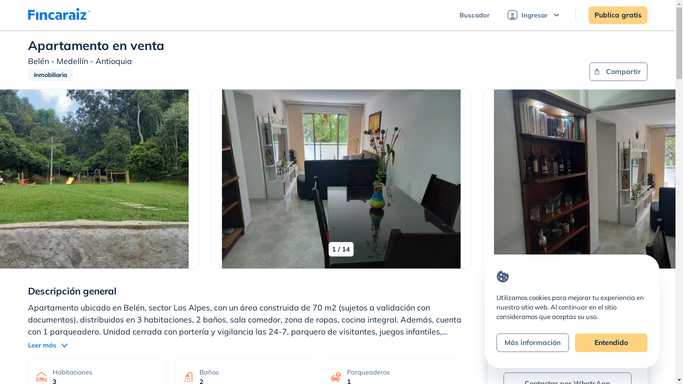 Fincaraiz
Buscador
Ingresar
Publica gratis
Apartamento en venta
Belén - Medellín - Antioquia
Inmobiliaria
Compartir
1 / 14
Descripción general
Apartamento ubicado en Belén, sector Los Alpes, con un área construida de 70 m2 (sujetos a validación con
documentos), distribuidos en 3 habitaciones, 2 baños, sala comedor, zona de ropas, cocina integral. Además, cuenta
con 1 parqueadero. Unidad cerrada con portería y vigilancia las 24-7, parquero de visitantes, juegos infantiles,...
Leer más
Habitaciones
3
Baños
2
Parqueaderos
1
Utilizamos cookies para mejorar tu experiencia en
nuestro sitio web. Al continuar en el sitio
consideramos que aceptas su uso.
Más información
Entendido
Contactar por WhatsApp